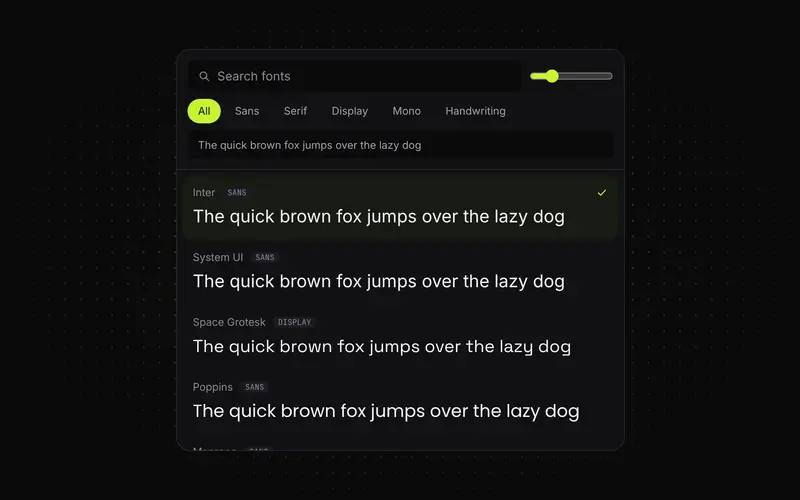 Search fonts
All Sans Serif Display Mono Handwriting
The quick brown fox jumps over the lazy dog
Inter SANS
The quick brown fox jumps over the lazy dog
System UI SANS
The quick brown fox jumps over the lazy dog
Space Grotesk DISPLAY
The quick brown fox jumps over the lazy dog
Poppins SANS
The quick brown fox jumps over the lazy dog